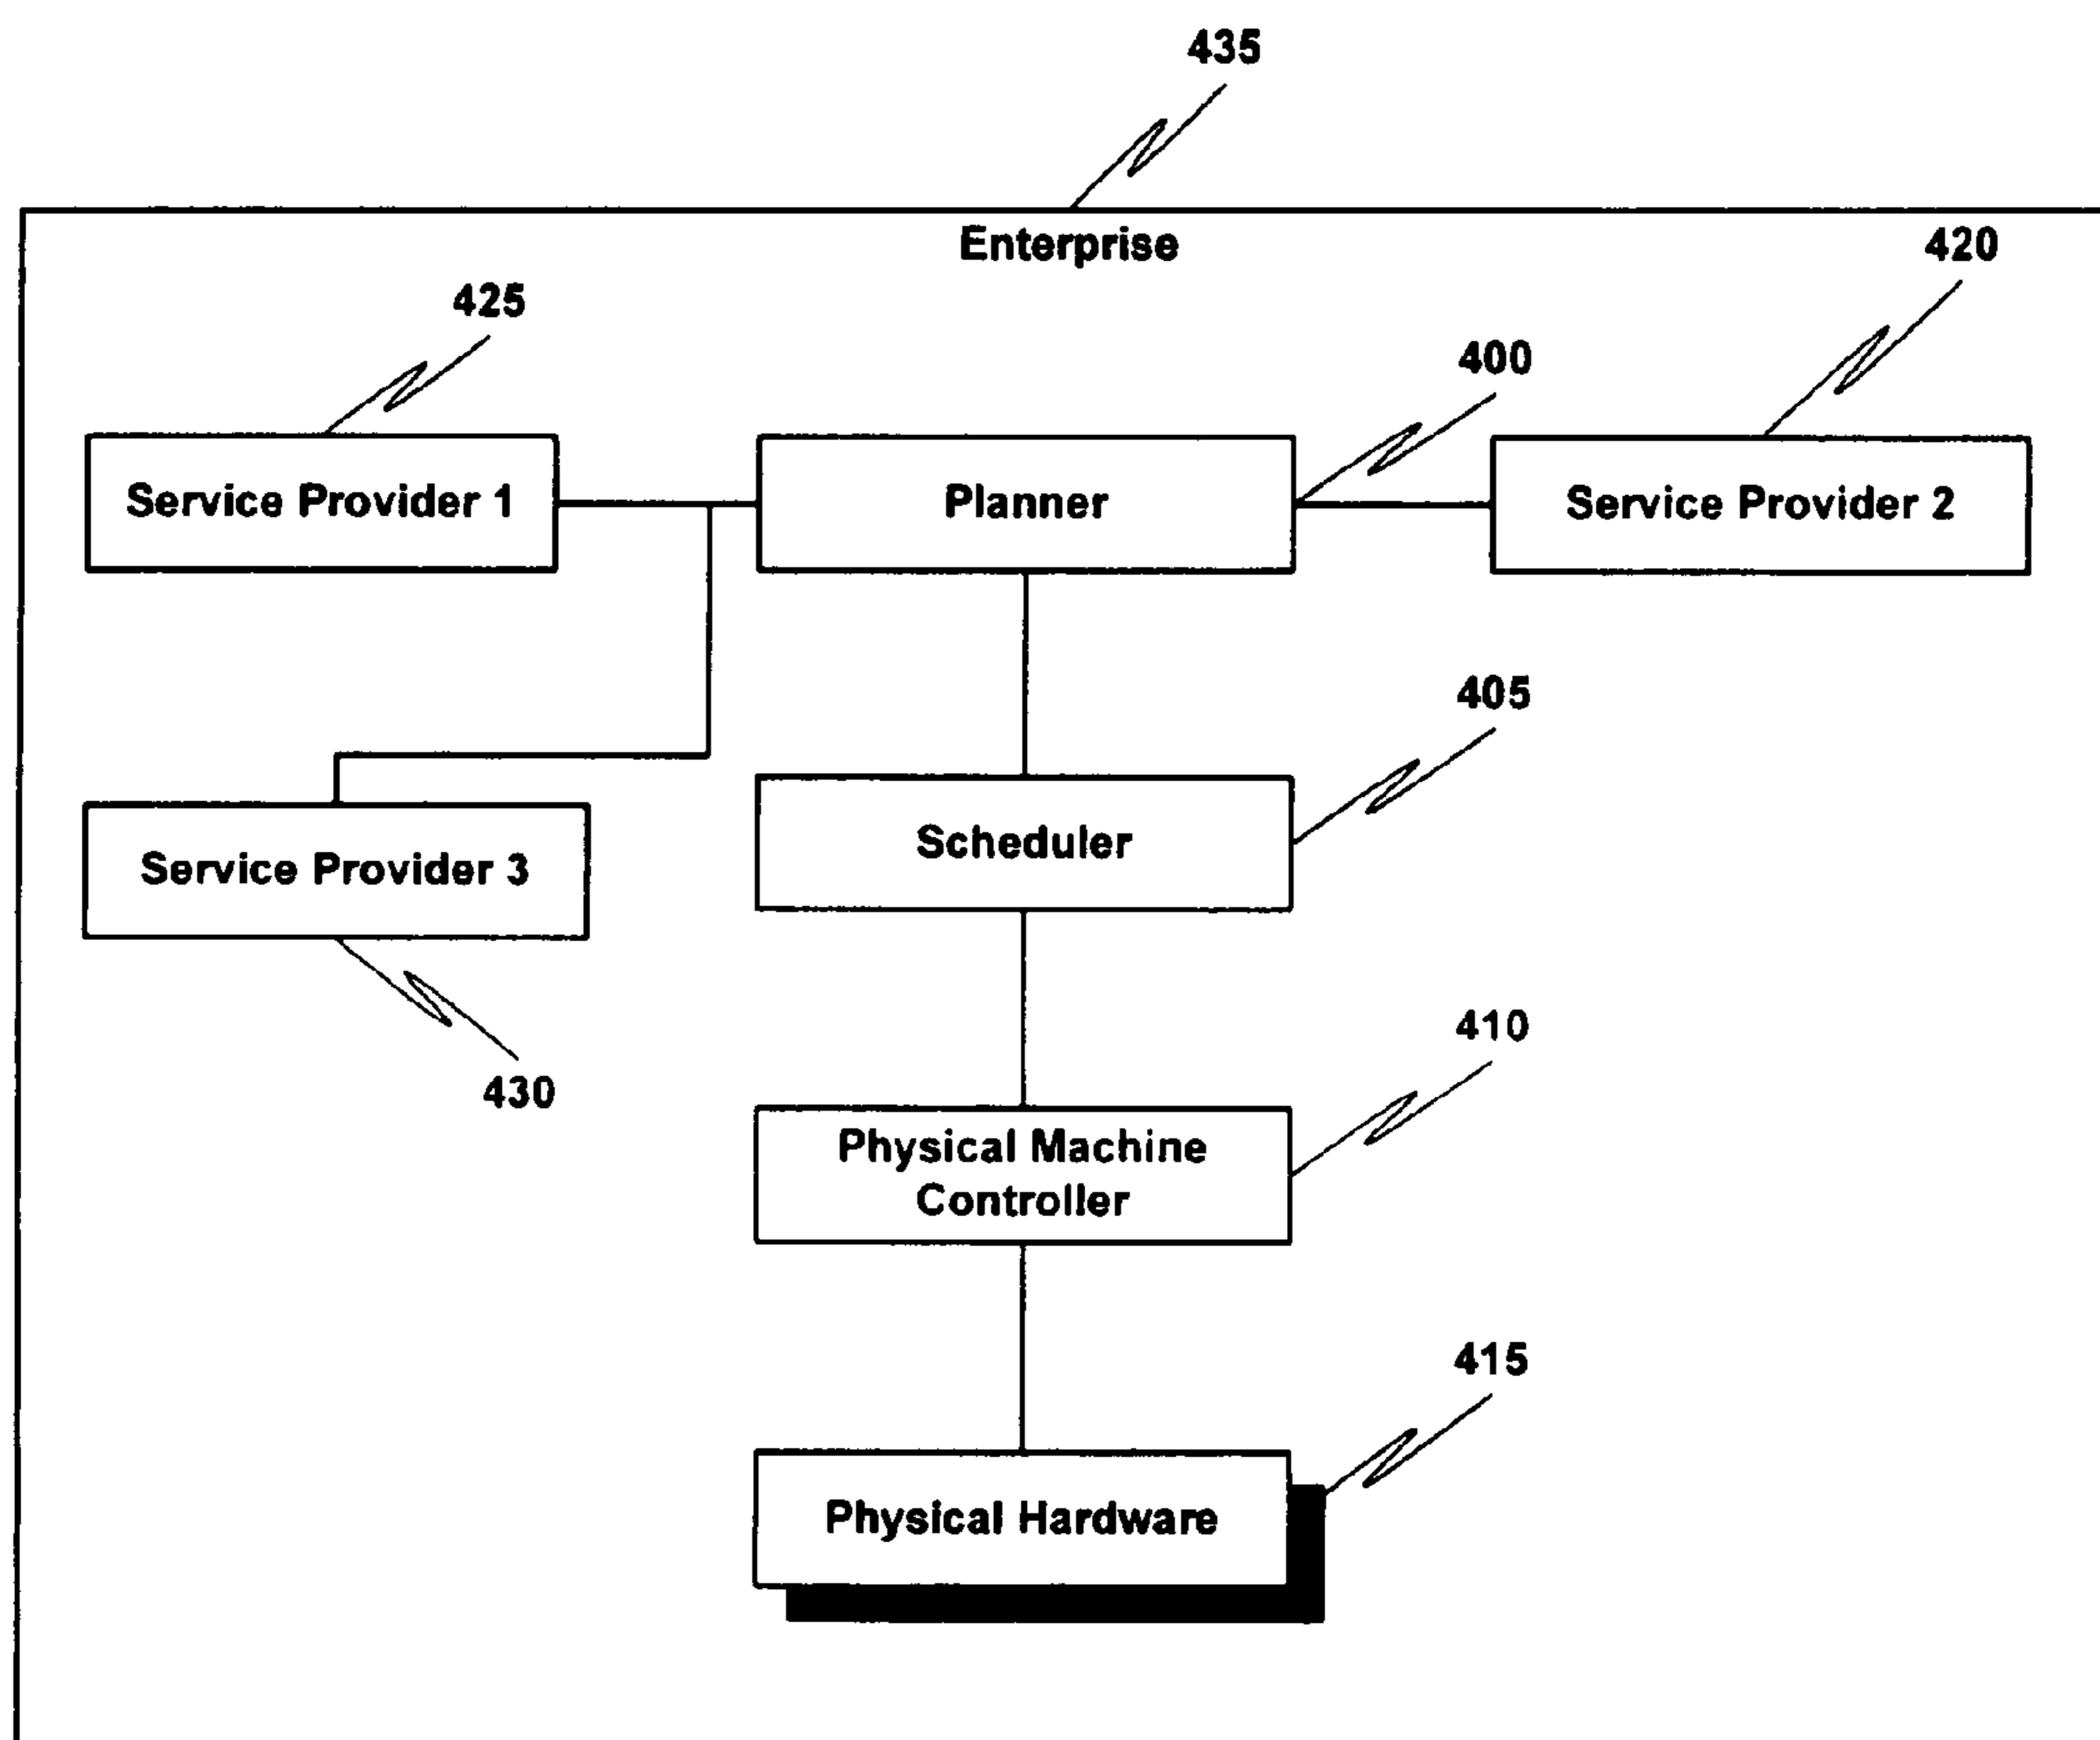 435
Enterprise
420
425
400
Service Provider 1
Planner
Service Provider 2
405
Scheduler
Service Provider 3
410
430
Physical Machine
Controller
415
Physical Hardware